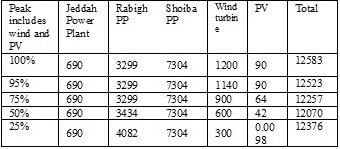 Peak includes wind and PV Jeddah Power Plant Rabigh PP Shoiba PP Wind turbin e PV Total
100% 690 3299 7304 1200 90 12583
95% 690 3299 7304 1140 90 12523
75% 690 3299 7304 900 64 12257
50% 690 3434 7304 600 42 12070
25% 690 4082 7304 300 0.00 98 12376